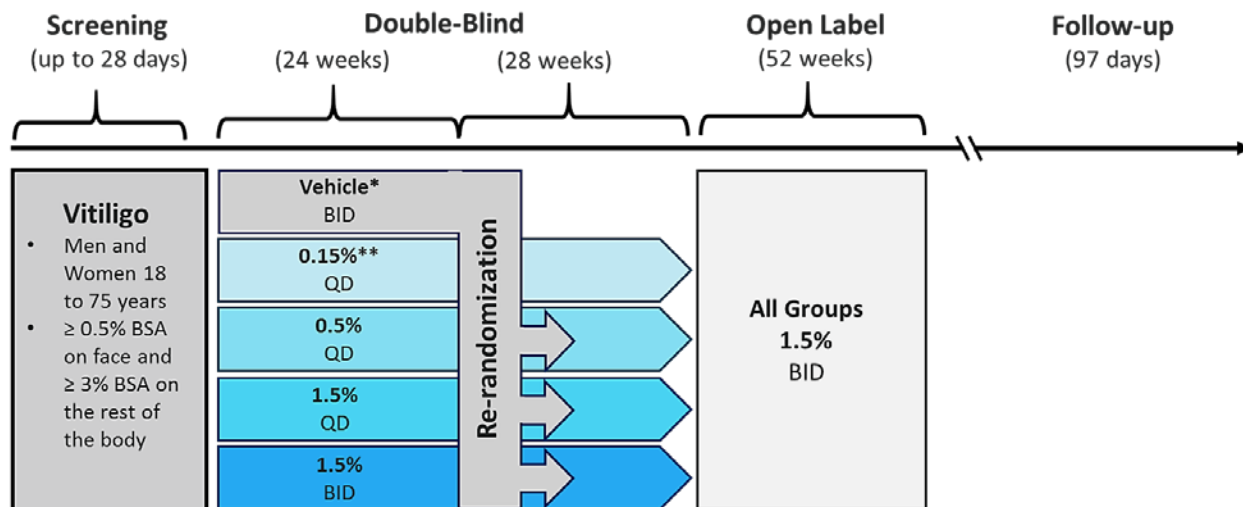 Screening
(up to 28 days)
Double-Blind
(24 weeks)
(28 weeks)
Open Label
(52 weeks)
Follow-up
(97 days)
Vitiligo
• Men and
Women 18
to 75 years
• ≥ 0.5% BSA
on face and
≥ 3% BSA on
the rest of
the body
Vehicle*
BID
0.15%**
QD
0.5%
QD
1.5%
QD
1.5%
BID
Re-randomization
All Groups
1.5%
BID